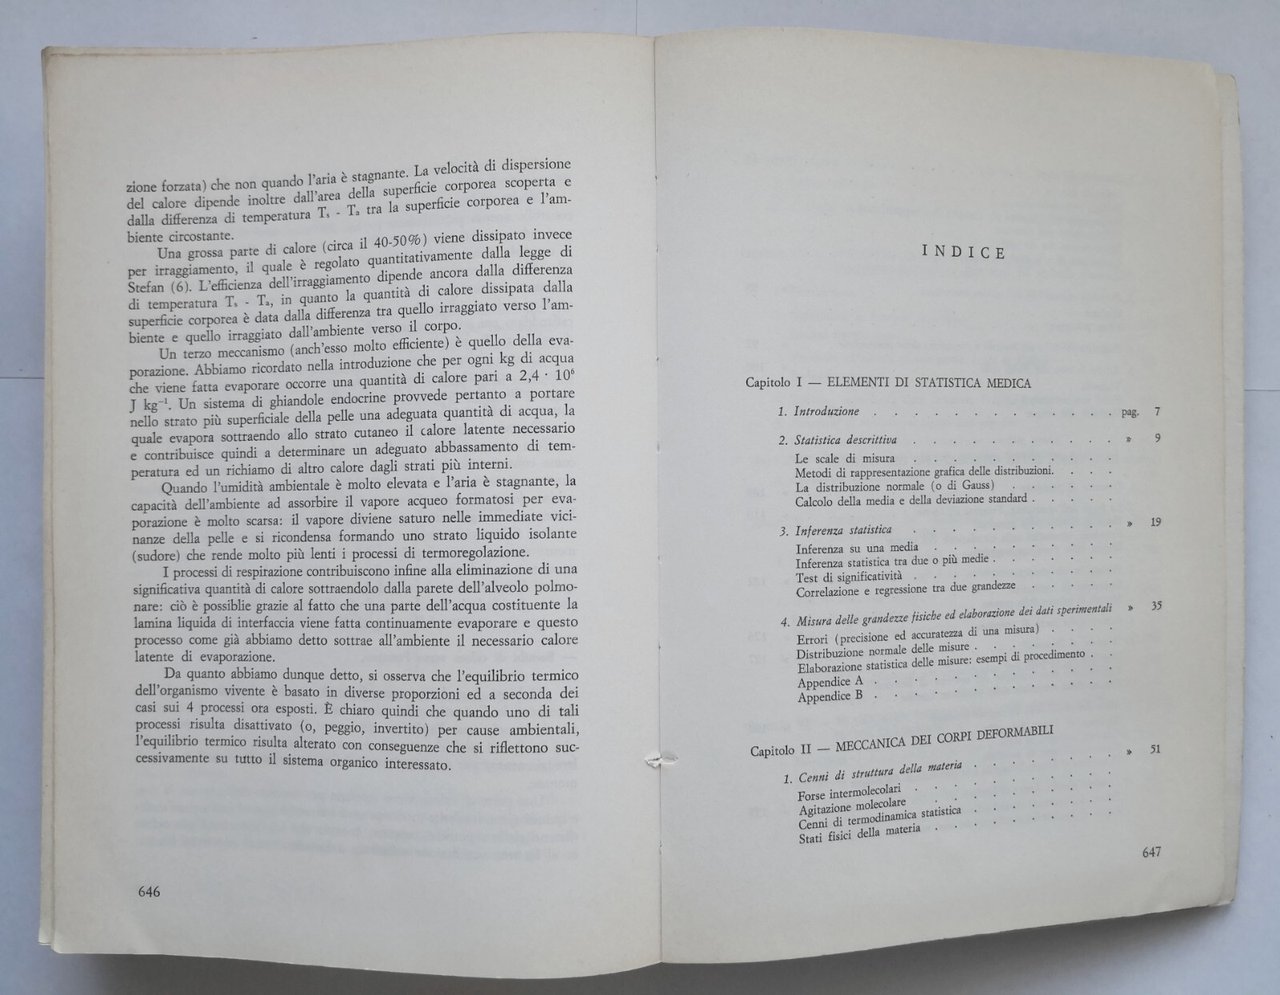 zione forzata) che non quando l'aria è stagnante. La velocità di dispersione
del calore dipende inoltre dall'area della superficie corporea scoperta e
dalla differenza di temperatura Tₛ - Tₐ tra la superficie corporea e l'am-
biente circostante.
Una grossa parte di calore (circa il 40-50%) viene dissipato invece
per irraggiamento, il quale è regolato quantitativamente dalla legge di
Stefan (6). L'efficienza dell'irraggiamento dipende ancora dalla differenza
di temperatura Tₛ - Tₐ, in quanto la quantità di calore dissipata dalla
superficie corporea è data dalla differenza tra quello irraggiato verso l'am-
biente e quello irraggiato dall'ambiente verso il corpo.
Un terzo meccanismo (anch'esso molto efficiente) è quello della eva-
porazione. Abbiamo ricordato nella introduzione che per ogni kg di acqua
che viene fatta evaporare occorre una quantità di calore pari a 2,4 · 10⁶
J kg⁻¹. Un sistema di ghiandole endocrine provvede pertanto a portare
nello strato più superficiale della pelle una adeguata quantità di acqua, la
quale evapora sottraendo allo strato cutaneo il calore latente necessario
e contribuisce quindi a determinare un adeguato abbassamento di tem-
peratura ed un richiamo di altro calore dagli strati più interni.
Quando l'umidità ambientale è molto elevata e l'aria è stagnante, la
capacità dell'ambiente ad assorbire il vapore acqueo formatosi per eva-
porazione è molto scarsa: il vapore diviene saturo nelle immediate vici-
nanze della pelle e si ricondensa formando uno strato liquido isolante
(sudore) che rende molto più lenti i processi di termoregolazione.
I processi di respirazione contribuiscono infine alla eliminazione di una
significativa quantità di calore sottraendolo dalla parete dell'alveolo polmo-
nare: ciò è possiblie grazie al fatto che una parte dell'acqua costituente la
lamina liquida di interfaccia viene fatta continuamente evaporare e questo
processo come già abbiamo detto sottrae all'ambiente il necessario calore
latente di evaporazione.
Da quanto abbiamo dunque detto, si osserva che l'equilibrio termico
dell'organismo vivente è basato in diverse proporzioni ed a seconda dei
casi sui 4 processi ora esposti. È chiaro quindi che quando uno di tali
processi risulta disattivato (o, peggio, invertito) per cause ambientali,
l'equilibrio termico risulta alterato con conseguenze che si riflettono suc-
cessivamente su tutto il sistema organico interessato.
646
INDICE
Capitolo I — ELEMENTI DI STATISTICA MEDICA
1. Introduzione . . . . . . . . . . . . . pag. 7
2. Statistica descrittiva . . . . . . . . . . . » 9
Le scale di misura . . . . . . . . . . .
Metodi di rappresentazione grafica delle distribuzioni. . . .
La distribuzione normale (o di Gauss) . . . . . . .
Calcolo della media e della deviazione standard . . . . .
3. Inferenza statistica . . . . . . . . . . . » 19
Inferenza su una media . . . . . . . . . .
Inferenza statistica tra due o più medie . . . . . . .
Test di significatività . . . . . . . . . . .
Correlazione e regressione tra due grandezze . . . . .
4. Misura delle grandezze fisiche ed elaborazione dei dati sperimentali » 35
Errori (precisione ed accuratezza di una misura) . . . .
Distribuzione normale delle misure . . . . . . . .
Elaborazione statistica delle misure: esempi di procedimento . .
Appendice A . . . . . . . . . . . . .
Appendice B . . . . . . . . . . . . .
Capitolo II — MECCANICA DEI CORPI DEFORMABILI
1. Cenni di struttura della materia . . . . . . . . » 51
Forse intermolecolari . . . . . . . . . . .
Agitazione molecolare . . . . . . . . . .
Cenni di termodinamica statistica . . . . . . . .
Stati fisici della materia . . . . . . . . . .
647